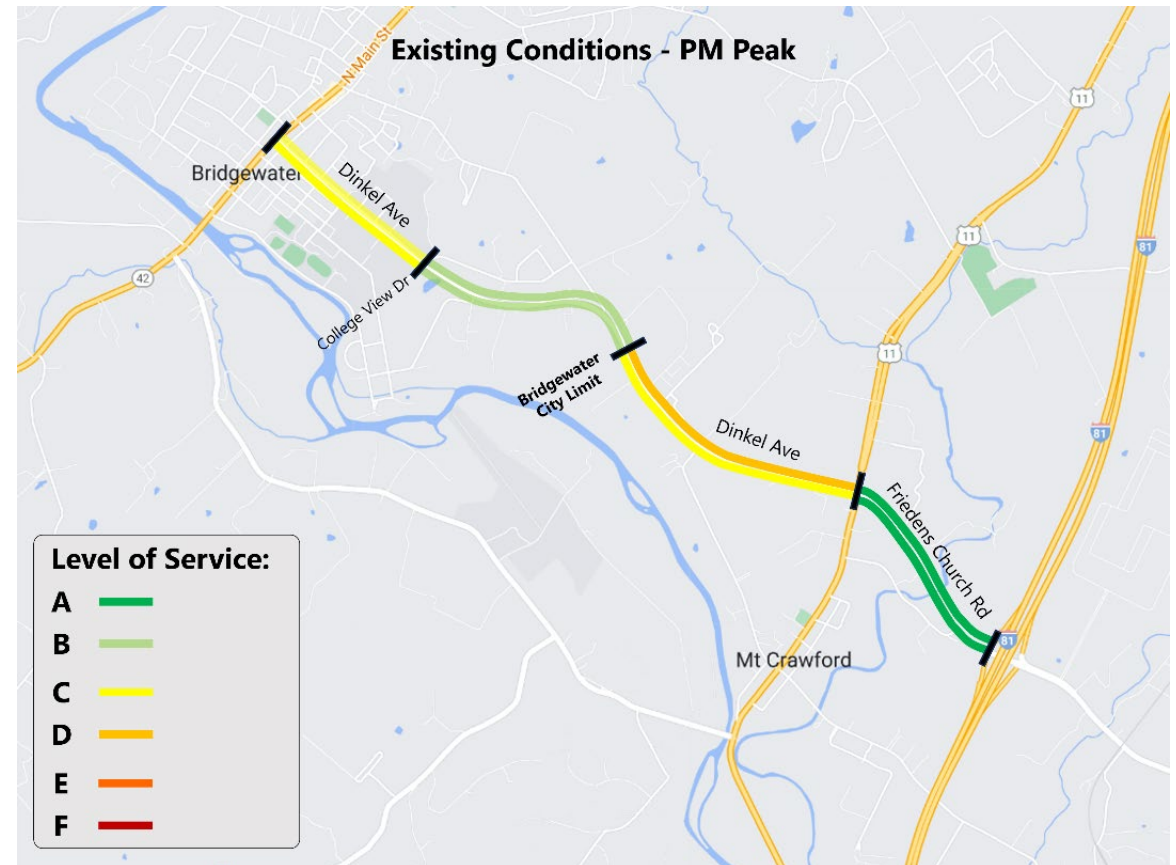 Existing Conditions - PM Peak
N Main St
11
Bridgewater
Dinkel Ave
11
81
42
College View Dr
11
Bridgewater
City Limit
81
Dinkel Ave
Friedens Church Rd
81
Mt Crawford
Level of Service:
A
B
C
D
E
F